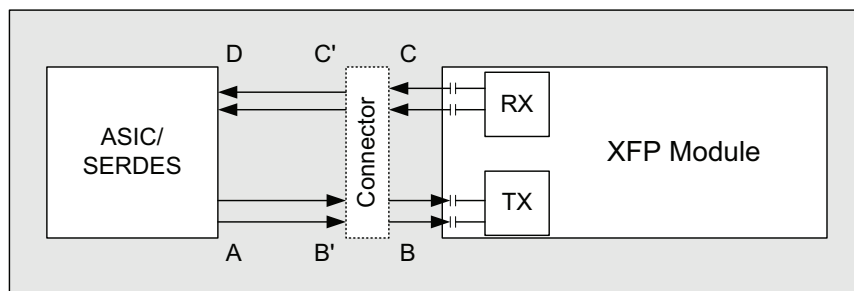 D
C'
C
ASIC/
SERDES
Connector
RX
XFP Module
TX
A
B'
B